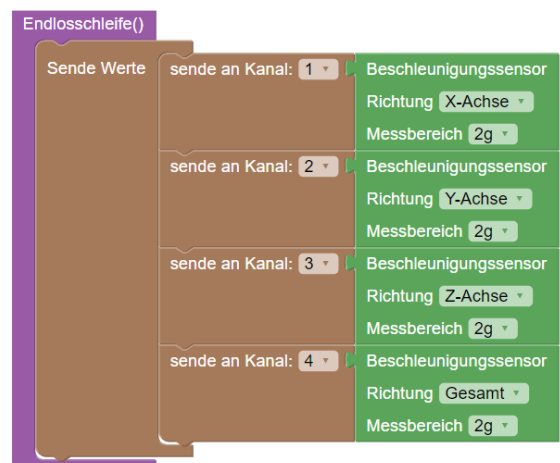 Endlosschleife()
Sende Werte sende an Kanal: 1 Beschleunigungssensor
Richtung X-Achse
Messbereich 2g
sende an Kanal: 2 Beschleunigungssensor
Richtung Y-Achse
Messbereich 2g
sende an Kanal: 3 Beschleunigungssensor
Richtung Z-Achse
Messbereich 2g
sende an Kanal: 4 Beschleunigungssensor
Richtung Gesamt
Messbereich 2g